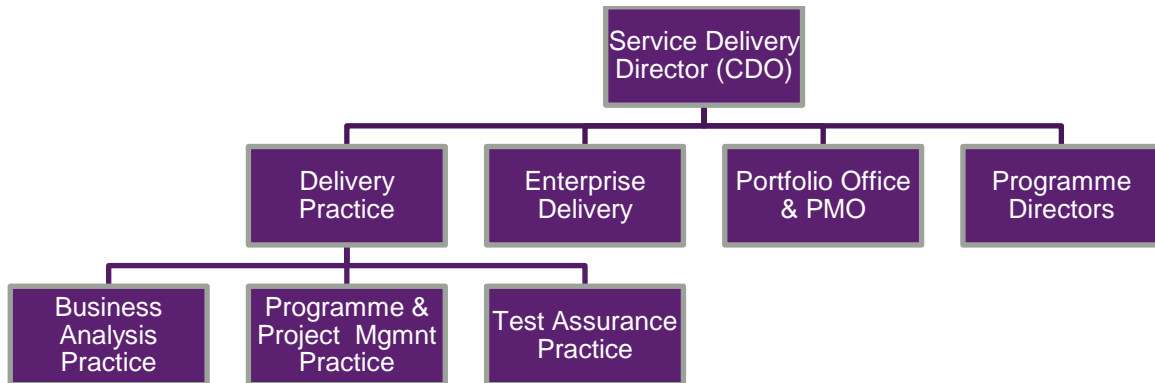 Service Delivery
Director (CDO)
Delivery
Practice
Enterprise
Delivery
Portfolio Office
& PMO
Programme
Directors
Business
Analysis
Practice
Programme &
Project Mgmnt
Practice
Test Assurance
Practice